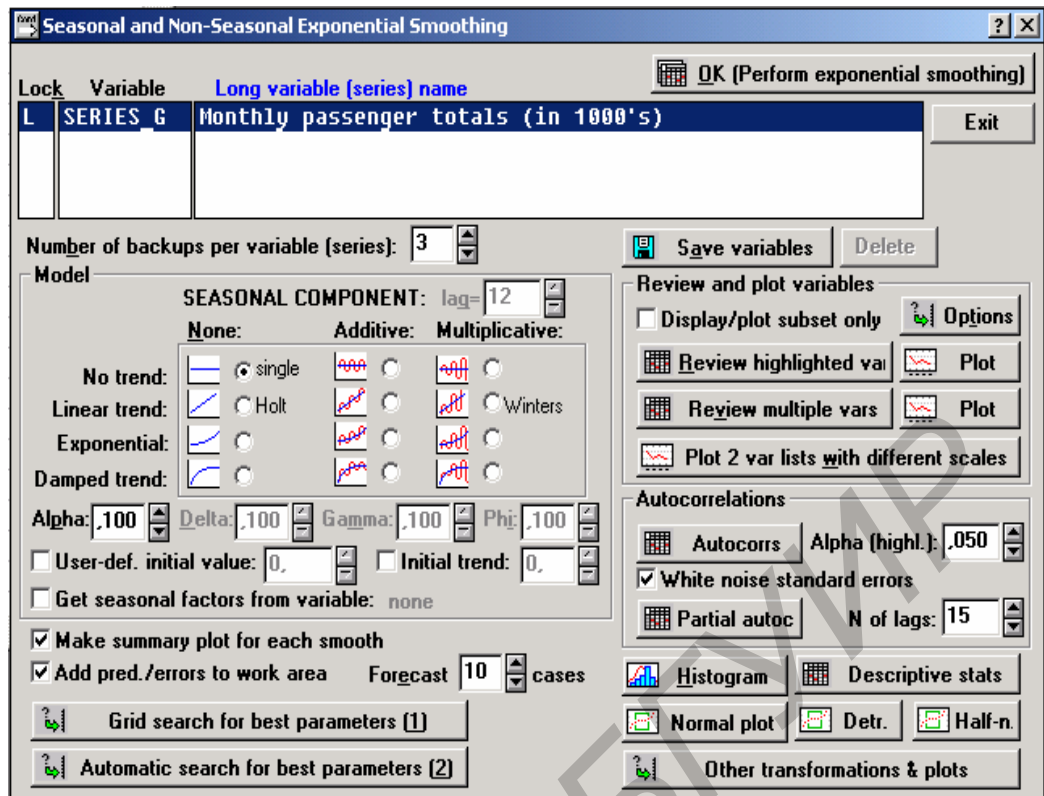 Seasonal and Non-Seasonal Exponential Smoothing
OK (Perform exponential smoothing)
Lock Variable Long variable (series) name
L SERIES_G Monthly passenger totals (in 1000's)
Exit
Number of backups per variable (series): 3
Save variables Delete
Model
SEASONAL COMPONENT: lag= 12
None: Additive: Multiplicative:
No trend: single
Linear trend: Holt Winters
Exponential:
Damped trend:
Alpha: ,100 Delta: ,100 Gamma: ,100 Phi: ,100
User-def. initial value: 0, Initial trend: 0,
Get seasonal factors from variable: none
Make summary plot for each smooth
Add pred./errors to work area Forecast 10 cases
Grid search for best parameters (1)
Automatic search for best parameters (2)
Review and plot variables
Display/plot subset only Options
Review highlighted var Plot
Review multiple vars Plot
Plot 2 var lists with different scales
Autocorrelations
Autocorrs Alpha (highl.): ,050
White noise standard errors
Partial autoc N of lags: 15
Histogram Descriptive stats
Normal plot Detr. Half-n.
Other transformations & plots
БГУИР